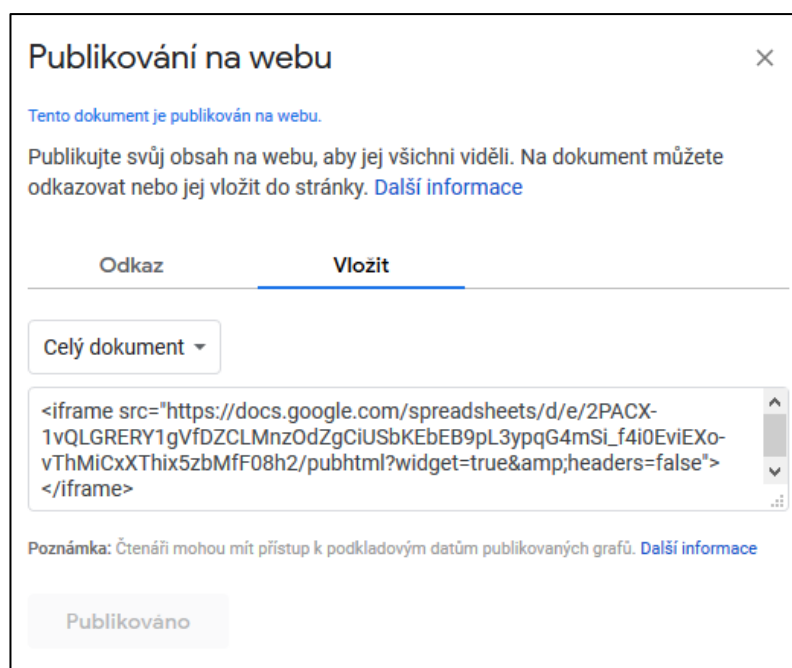 Publikování na webu
Tento dokument je publikován na webu.
Publikujte svůj obsah na webu, aby jej všichni viděli. Na dokument můžete
odkazovat nebo jej vložit do stránky. Další informace
Odkaz
Vložit
Celý dokument
<iframe src="https://docs.google.com/spreadsheets/d/e/2PACX-
1vQLGRERY1gVfDZCLMnzOdZgCiUSbKEbEB9pL3ypqG4mSi_f4i0EviEXo-
vThMiCxXThix5zbMfF08h2/pubhtml?widget=true&amp;headers=false">
</iframe>
Poznámka: Čtenáři mohou mít přístup k podkladovým datům publikovaných grafů. Další informace
Publikováno